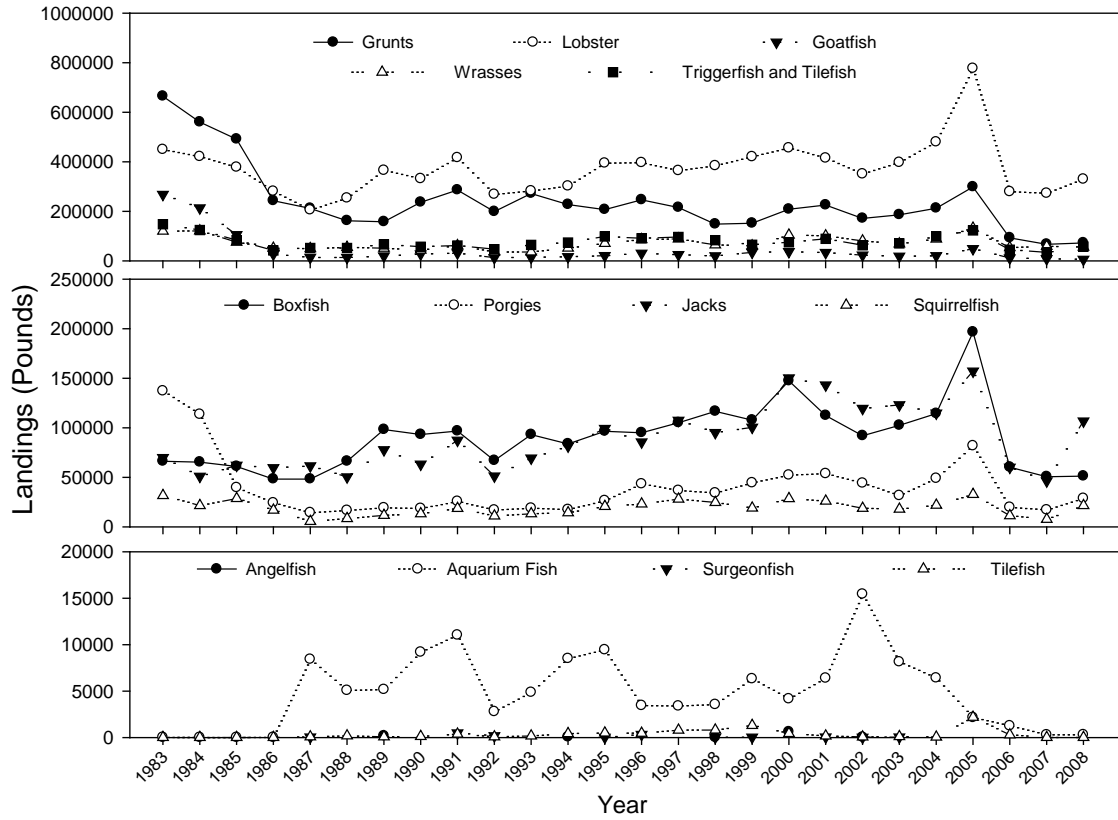 1000000
800000
600000
400000
200000
0
Grunts Lobster Goatfish
Wrasses Triggerfish and Tilefish
Landings (Pounds)
250000
200000
150000
100000
50000
0
Boxfish Porgies Jacks Squirrelfish
20000
15000
10000
5000
0
Angelfish Aquarium Fish Surgeonfish Tilefish
1983 1984 1985 1986 1987 1988 1989 1990 1991 1992 1993 1994 1995 1996 1997 1998 1999 2000 2001 2002 2003 2004 2005 2006 2007 2008
Year